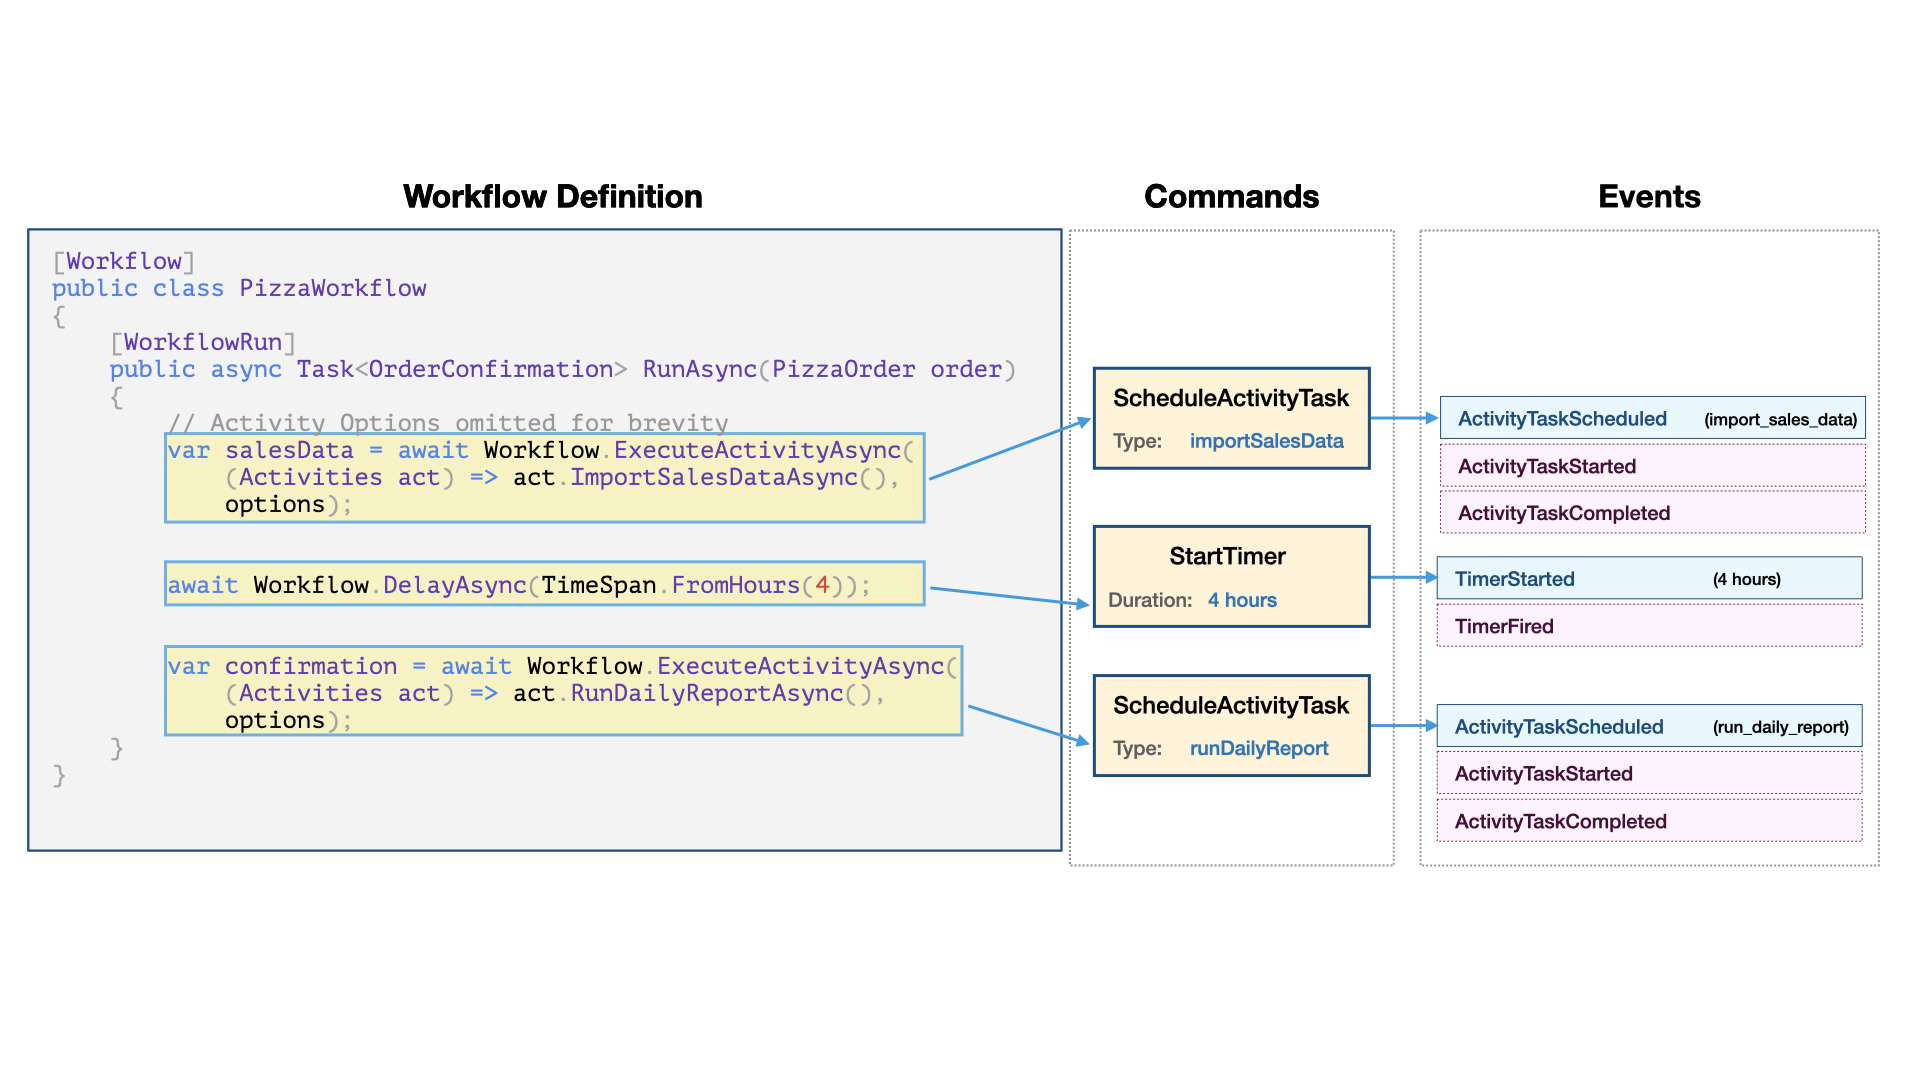 Workflow Definition
[Workflow]
public class PizzaWorkflow
{
[WorkflowRun]
public async Task<OrderConfirmation> RunAsync(PizzaOrder order)
{
// Activity Options omitted for brevity
var salesData = await Workflow.ExecuteActivityAsync(
(Activities act) => act.ImportSalesDataAsync(),
options);
await Workflow.DelayAsync(TimeSpan.FromHours(4));
var confirmation = await Workflow.ExecuteActivityAsync(
(Activities act) => act.RunDailyReportAsync(),
options);
}
}
Commands
ScheduleActivityTask
Type: importSalesData
StartTimer
Duration: 4 hours
ScheduleActivityTask
Type: runDailyReport
Events
ActivityTaskScheduled (import_sales_data)
ActivityTaskStarted
ActivityTaskCompleted
TimerStarted (4 hours)
TimerFired
ActivityTaskScheduled (run_daily_report)
ActivityTaskStarted
ActivityTaskCompleted